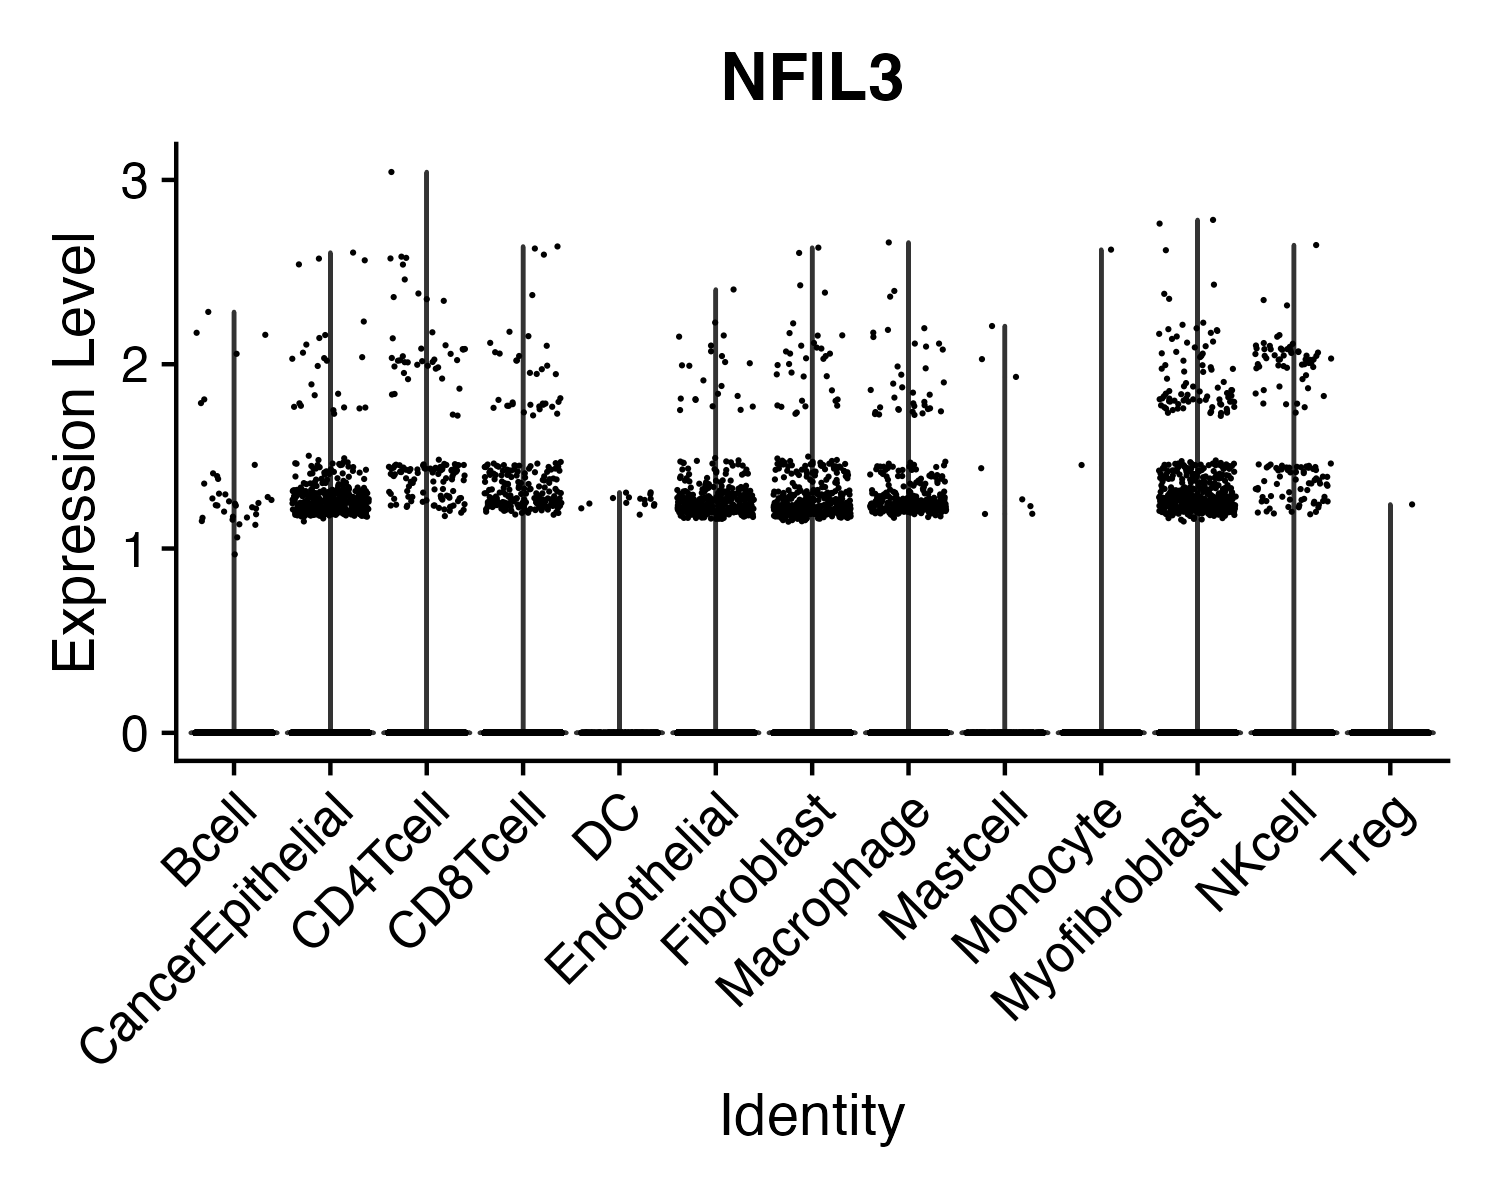 NFIL3
Expression Level
3
2
1
0
Bcell
CancerEpithelial
CD4Tcell
CD8Tcell
DC
Endothelial
Fibroblast
Macrophage
Mastcell
Monocyte
Myofibroblast
NKcell
Treg
Identity